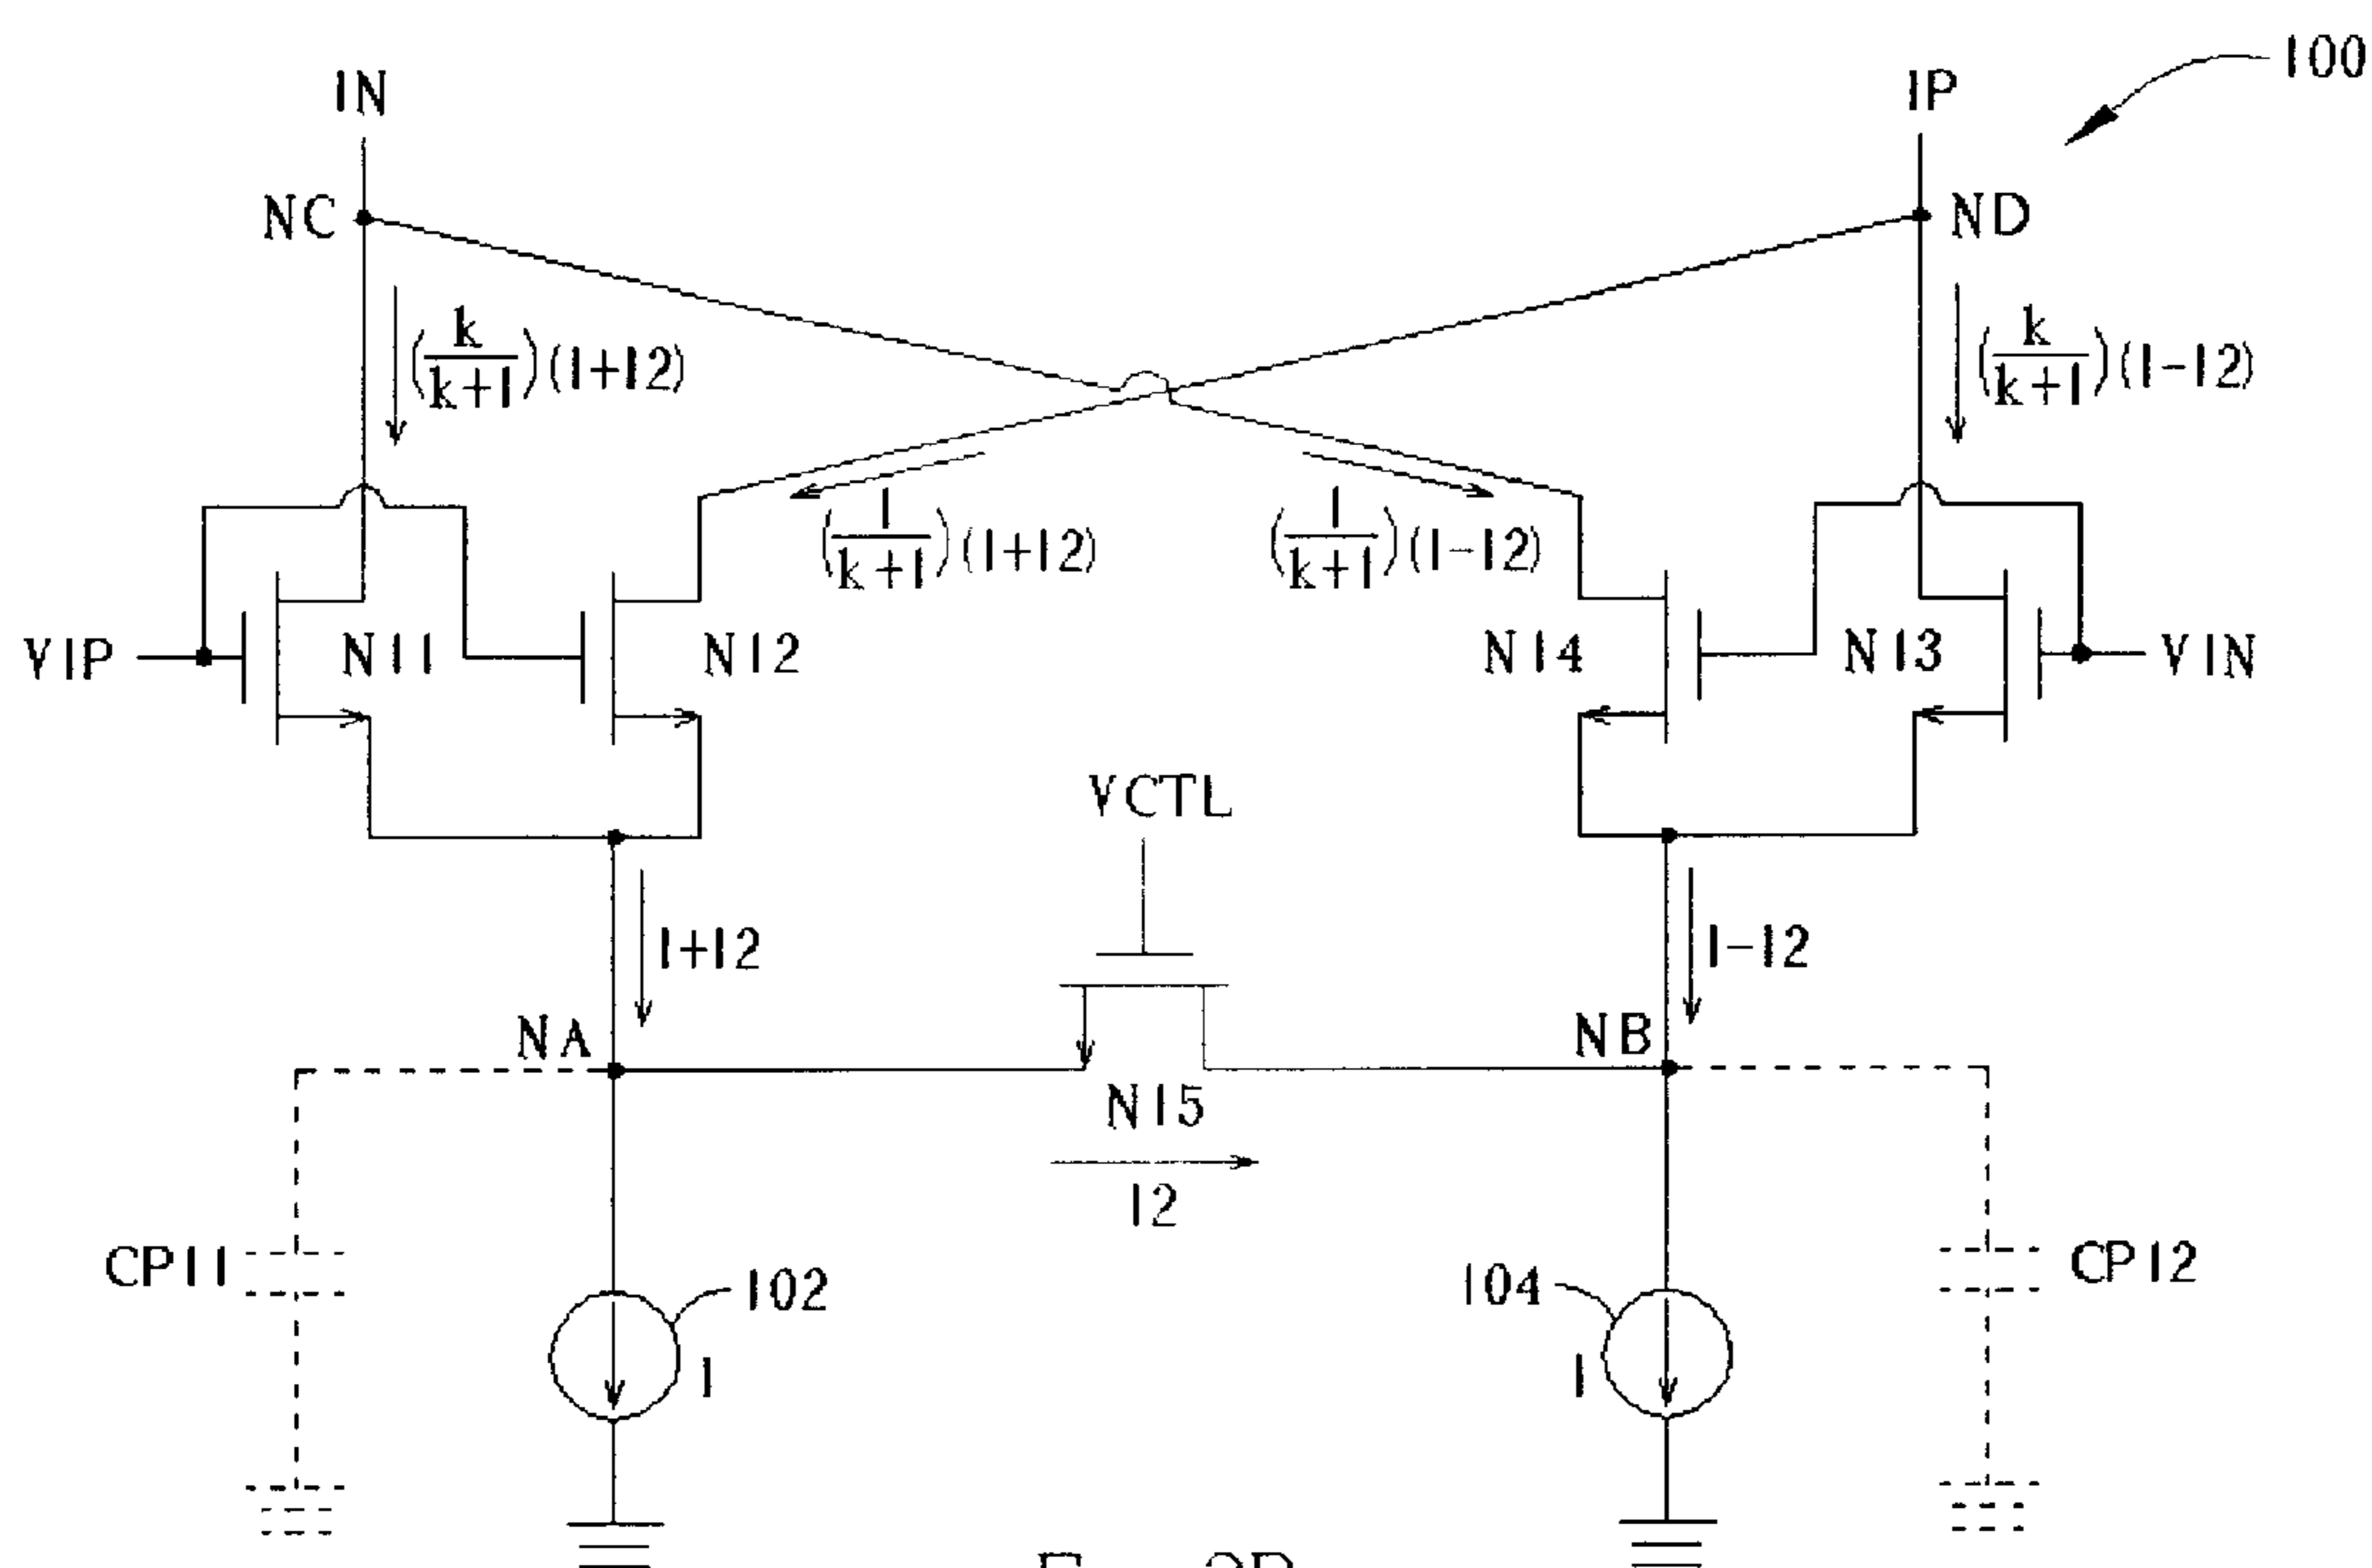 100
IN
IP
NC
ND
(k/k+1)(I+I2)
(k/k+1)(I-I2)
(1/k+1)(I+I2)
(1/k+1)(I-I2)
VIP
N11
N12
N14
N13
VIN
VCTL
I+I2
I-I2
NA
NB
N15
I2
CP11
102
I
104
I
CP12